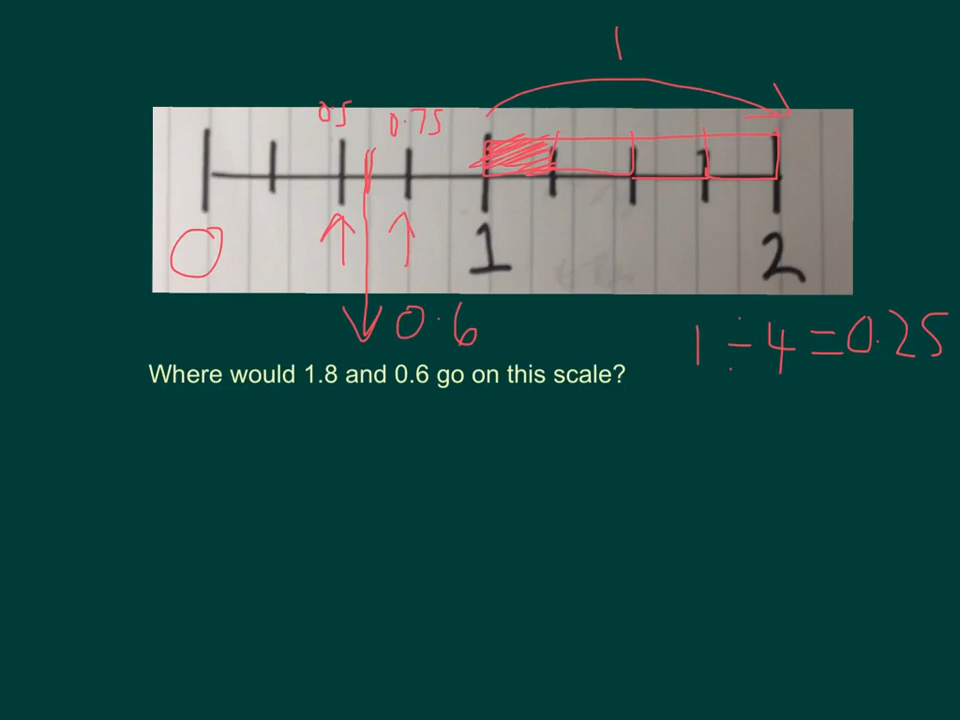 1
0.5 0.75
0 1 2
0.6
1 ÷ 4 = 0.25
Where would 1.8 and 0.6 go on this scale?